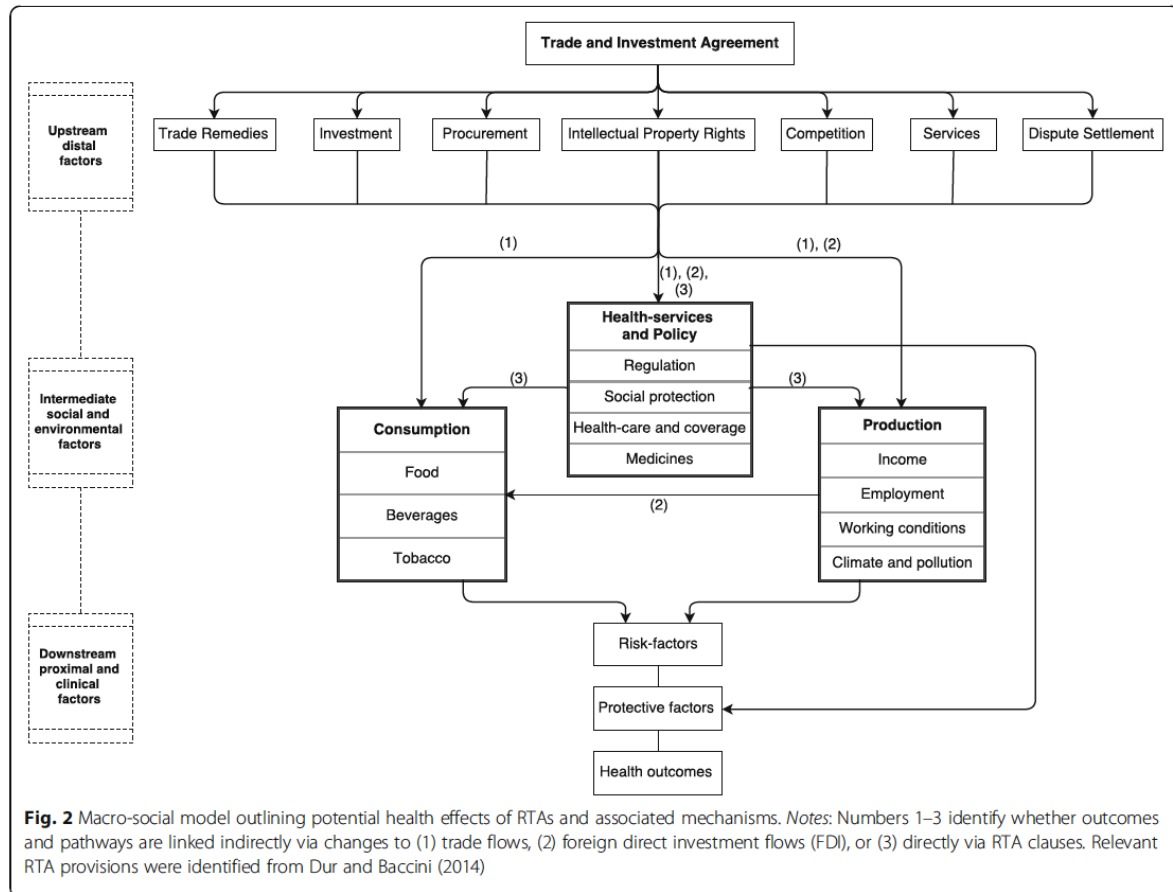 Trade and Investment Agreement
Upstream
distal
factors
Trade Remedies
Investment
Procurement
Intellectual Property Rights
Competition
Services
Dispute Settlement
(1)
(1), (2)
(1), (2),
(3)
Health-services
and Policy
Regulation
Social protection
Health-care and coverage
Medicines
(3)
(3)
Intermediate
social and
environmental
factors
Consumption
Food
Beverages
Tobacco
Production
Income
Employment
Working conditions
Climate and pollution
(2)
Downstream
proximal and
clinical
factors
Risk-factors
Protective factors
Health outcomes
Fig. 2 Macro-social model outlining potential health effects of RTAs and associated mechanisms. Notes: Numbers 1–3 identify whether outcomes
and pathways are linked indirectly via changes to (1) trade flows, (2) foreign direct investment flows (FDI), or (3) directly via RTA clauses. Relevant
RTA provisions were identified from Dur and Baccini (2014)